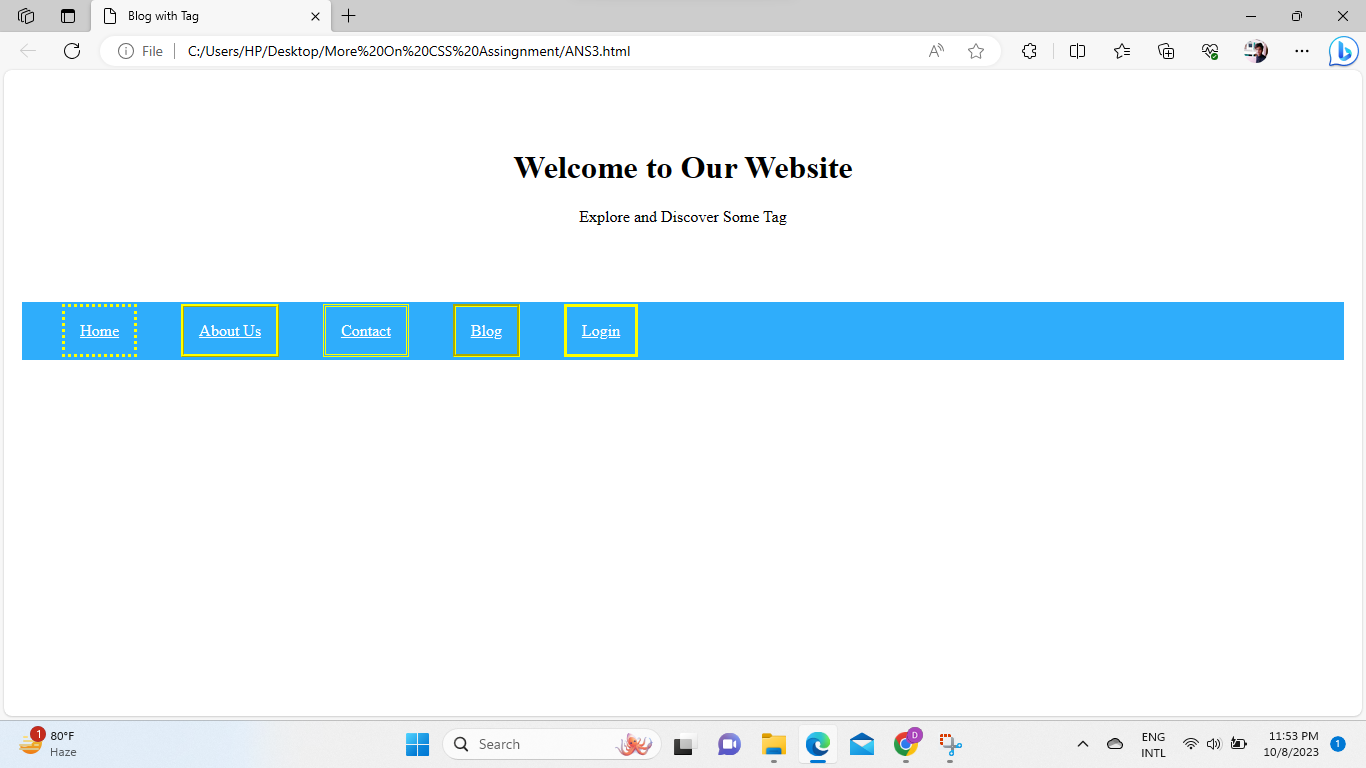 Blog with Tag
File C:/Users/HP/Desktop/More%20On%20CSS%20Assingnment/ANS3.html
Welcome to Our Website
Explore and Discover Some Tag
Home About Us Contact Blog Login
1 80°F
Haze
Search
D
ENG
INTL
11:53 PM
10/8/2023
1